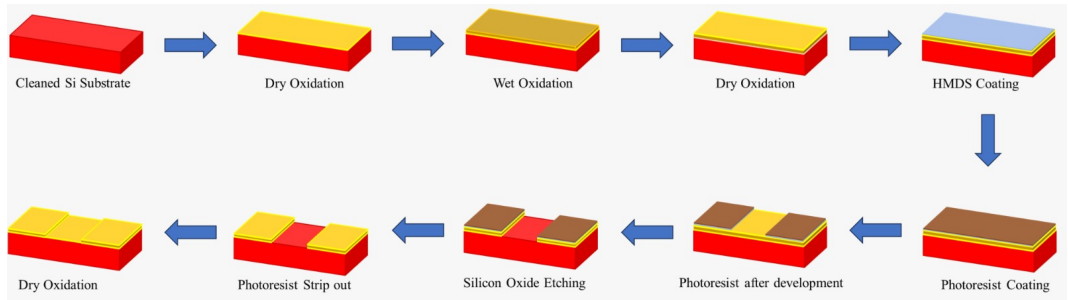 Cleaned Si Substrate
Dry Oxidation
Wet Oxidation
Dry Oxidation
HMDS Coating
Photoresist Coating
Photoresist after development
Silicon Oxide Etching
Photoresist Strip out
Dry Oxidation